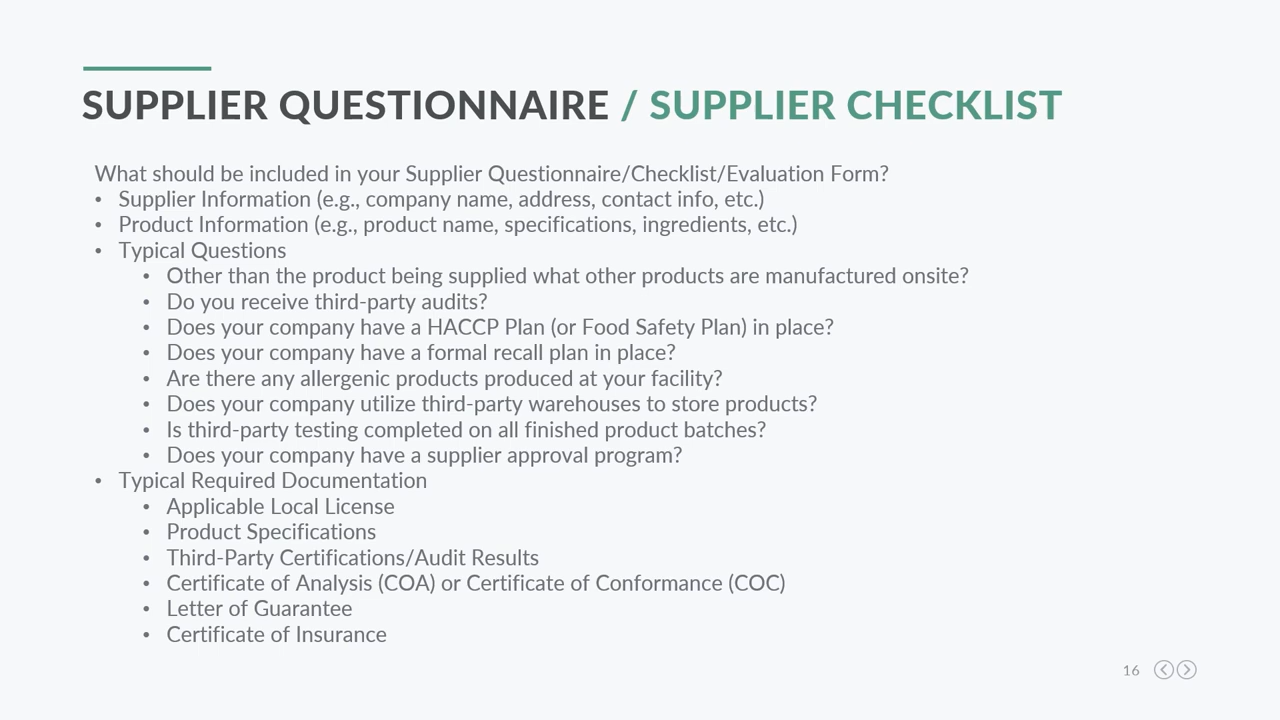 SUPPLIER QUESTIONNAIRE / SUPPLIER CHECKLIST
What should be included in your Supplier Questionnaire/Checklist/Evaluation Form?
• Supplier Information (e.g., company name, address, contact info, etc.)
• Product Information (e.g., product name, specifications, ingredients, etc.)
• Typical Questions
• Other than the product being supplied what other products are manufactured onsite?
• Do you receive third-party audits?
• Does your company have a HACCP Plan (or Food Safety Plan) in place?
• Does your company have a formal recall plan in place?
• Are there any allergenic products produced at your facility?
• Does your company utilize third-party warehouses to store products?
• Is third-party testing completed on all finished product batches?
• Does your company have a supplier approval program?
• Typical Required Documentation
• Applicable Local License
• Product Specifications
• Third-Party Certifications/Audit Results
• Certificate of Analysis (COA) or Certificate of Conformance (COC)
• Letter of Guarantee
• Certificate of Insurance
16